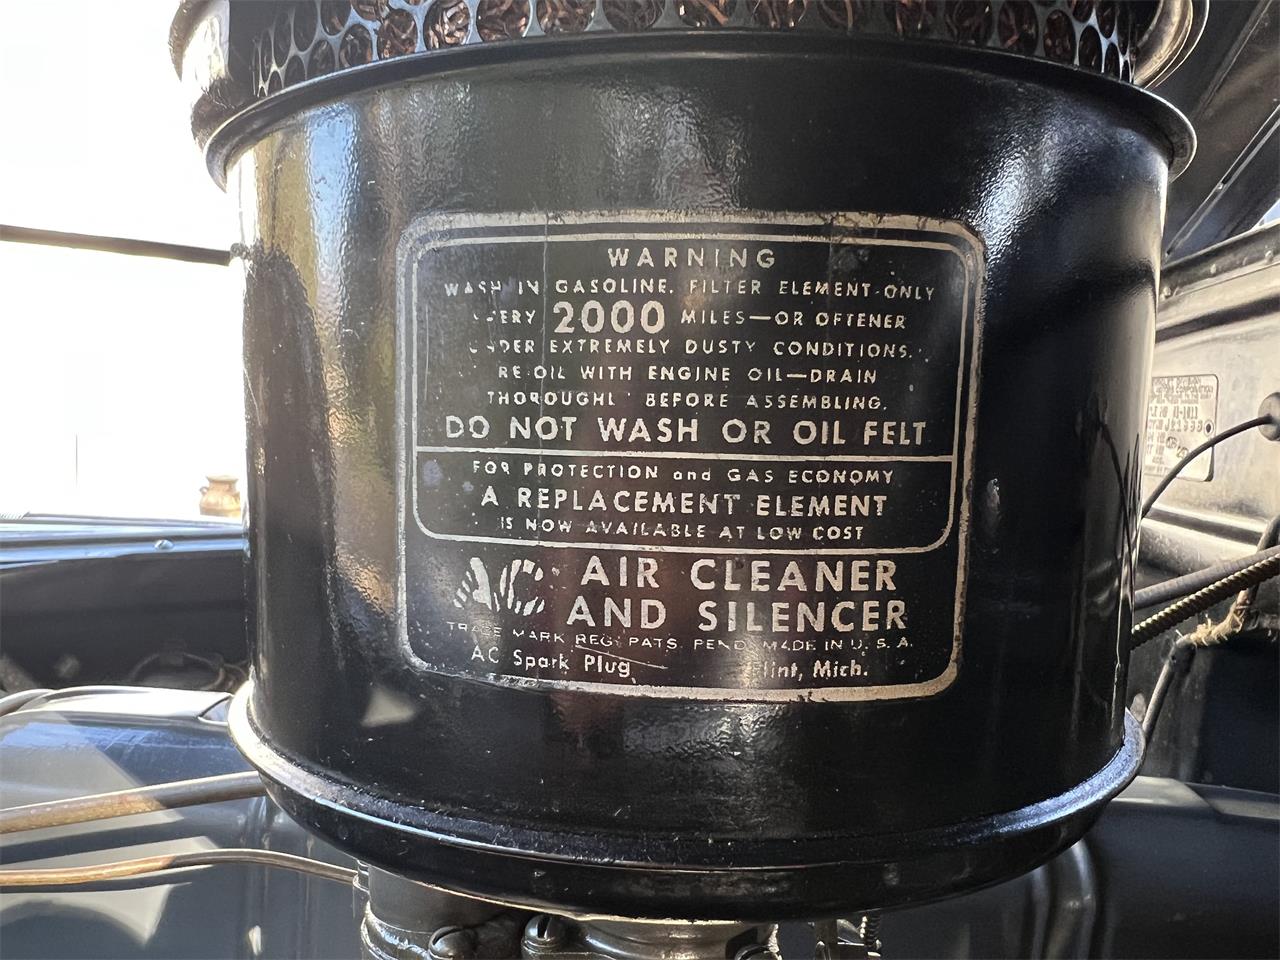 WARNING
WASH IN GASOLINE. FILTER ELEMENT ONLY
EVERY 2000 MILES—OR OFTENER
UNDER EXTREMELY DUSTY CONDITIONS.
RE-OIL WITH ENGINE OIL—DRAIN
THOROUGHLY BEFORE ASSEMBLING.
DO NOT WASH OR OIL FELT
FOR PROTECTION and GAS ECONOMY
A REPLACEMENT ELEMENT
IS NOW AVAILABLE AT LOW COST
AC AIR CLEANER
AND SILENCER
TRADE MARK REG. PATS. PEND. MADE IN U. S. A.
AC Spark Plug Flint, Mich.